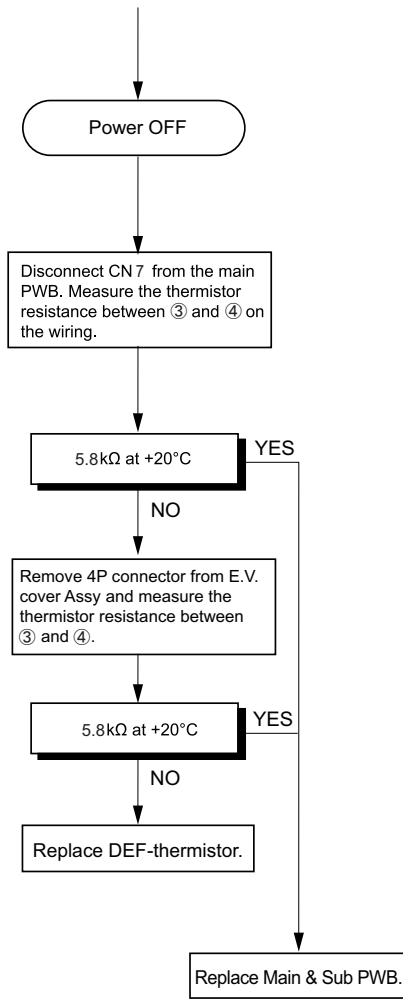 Power OFF
Disconnect CN7 from the main
PWB. Measure the thermistor
resistance between ③ and ④ on
the wiring.
5.8kΩ at +20°C
YES
NO
Remove 4P connector from E.V.
cover Assy and measure the
thermistor resistance between
③ and ④.
5.8kΩ at +20°C
YES
NO
Replace DEF-thermistor.
Replace Main & Sub PWB.